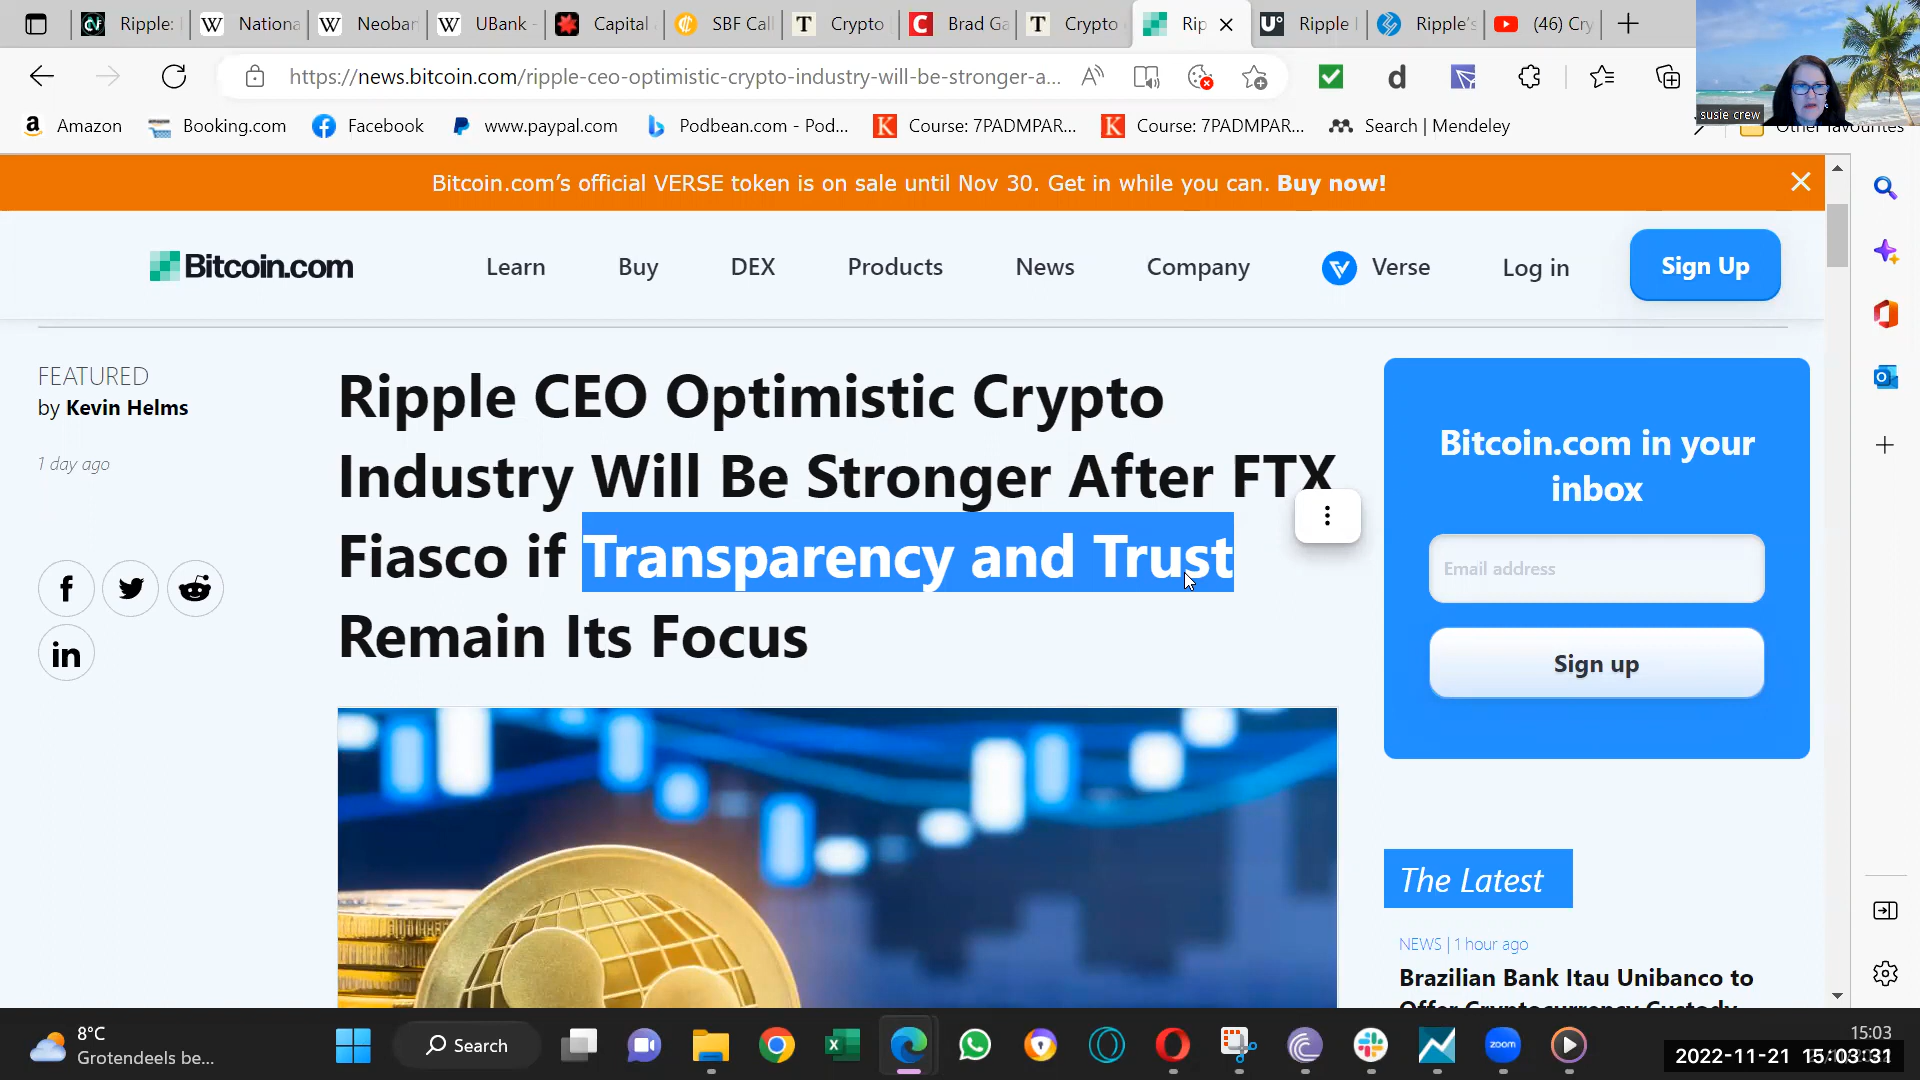 Ripple:
Nationa
Neobar
UBank -
Capital
SBF Call
Crypto
Brad Ga
Crypto
Rip
Ripple
Ripple's
(46) Cry
https://news.bitcoin.com/ripple-ceo-optimistic-crypto-industry-will-be-stronger-a...
susie crew
Amazon
Booking.com
Facebook
www.paypal.com
Podbean.com - Pod...
Course: 7PADMPAR...
Course: 7PADMPAR...
Search | Mendeley
Other favourites
Bitcoin.com's official VERSE token is on sale until Nov 30. Get in while you can. Buy now!
Bitcoin.com
Learn
Buy
DEX
Products
News
Company
Verse
Log in
Sign Up
FEATURED
by Kevin Helms
1 day ago
Ripple CEO Optimistic Crypto
Industry Will Be Stronger After FTX
Fiasco if Transparency and Trust
Remain Its Focus
Bitcoin.com in your
inbox
Email address
Sign up
The Latest
NEWS | 1 hour ago
Brazilian Bank Itau Unibanco to
Offer Cryptocurrency Custody
8°C
Grotendeels be...
Search
zoom
15:03
2022-11-21 15:03:31